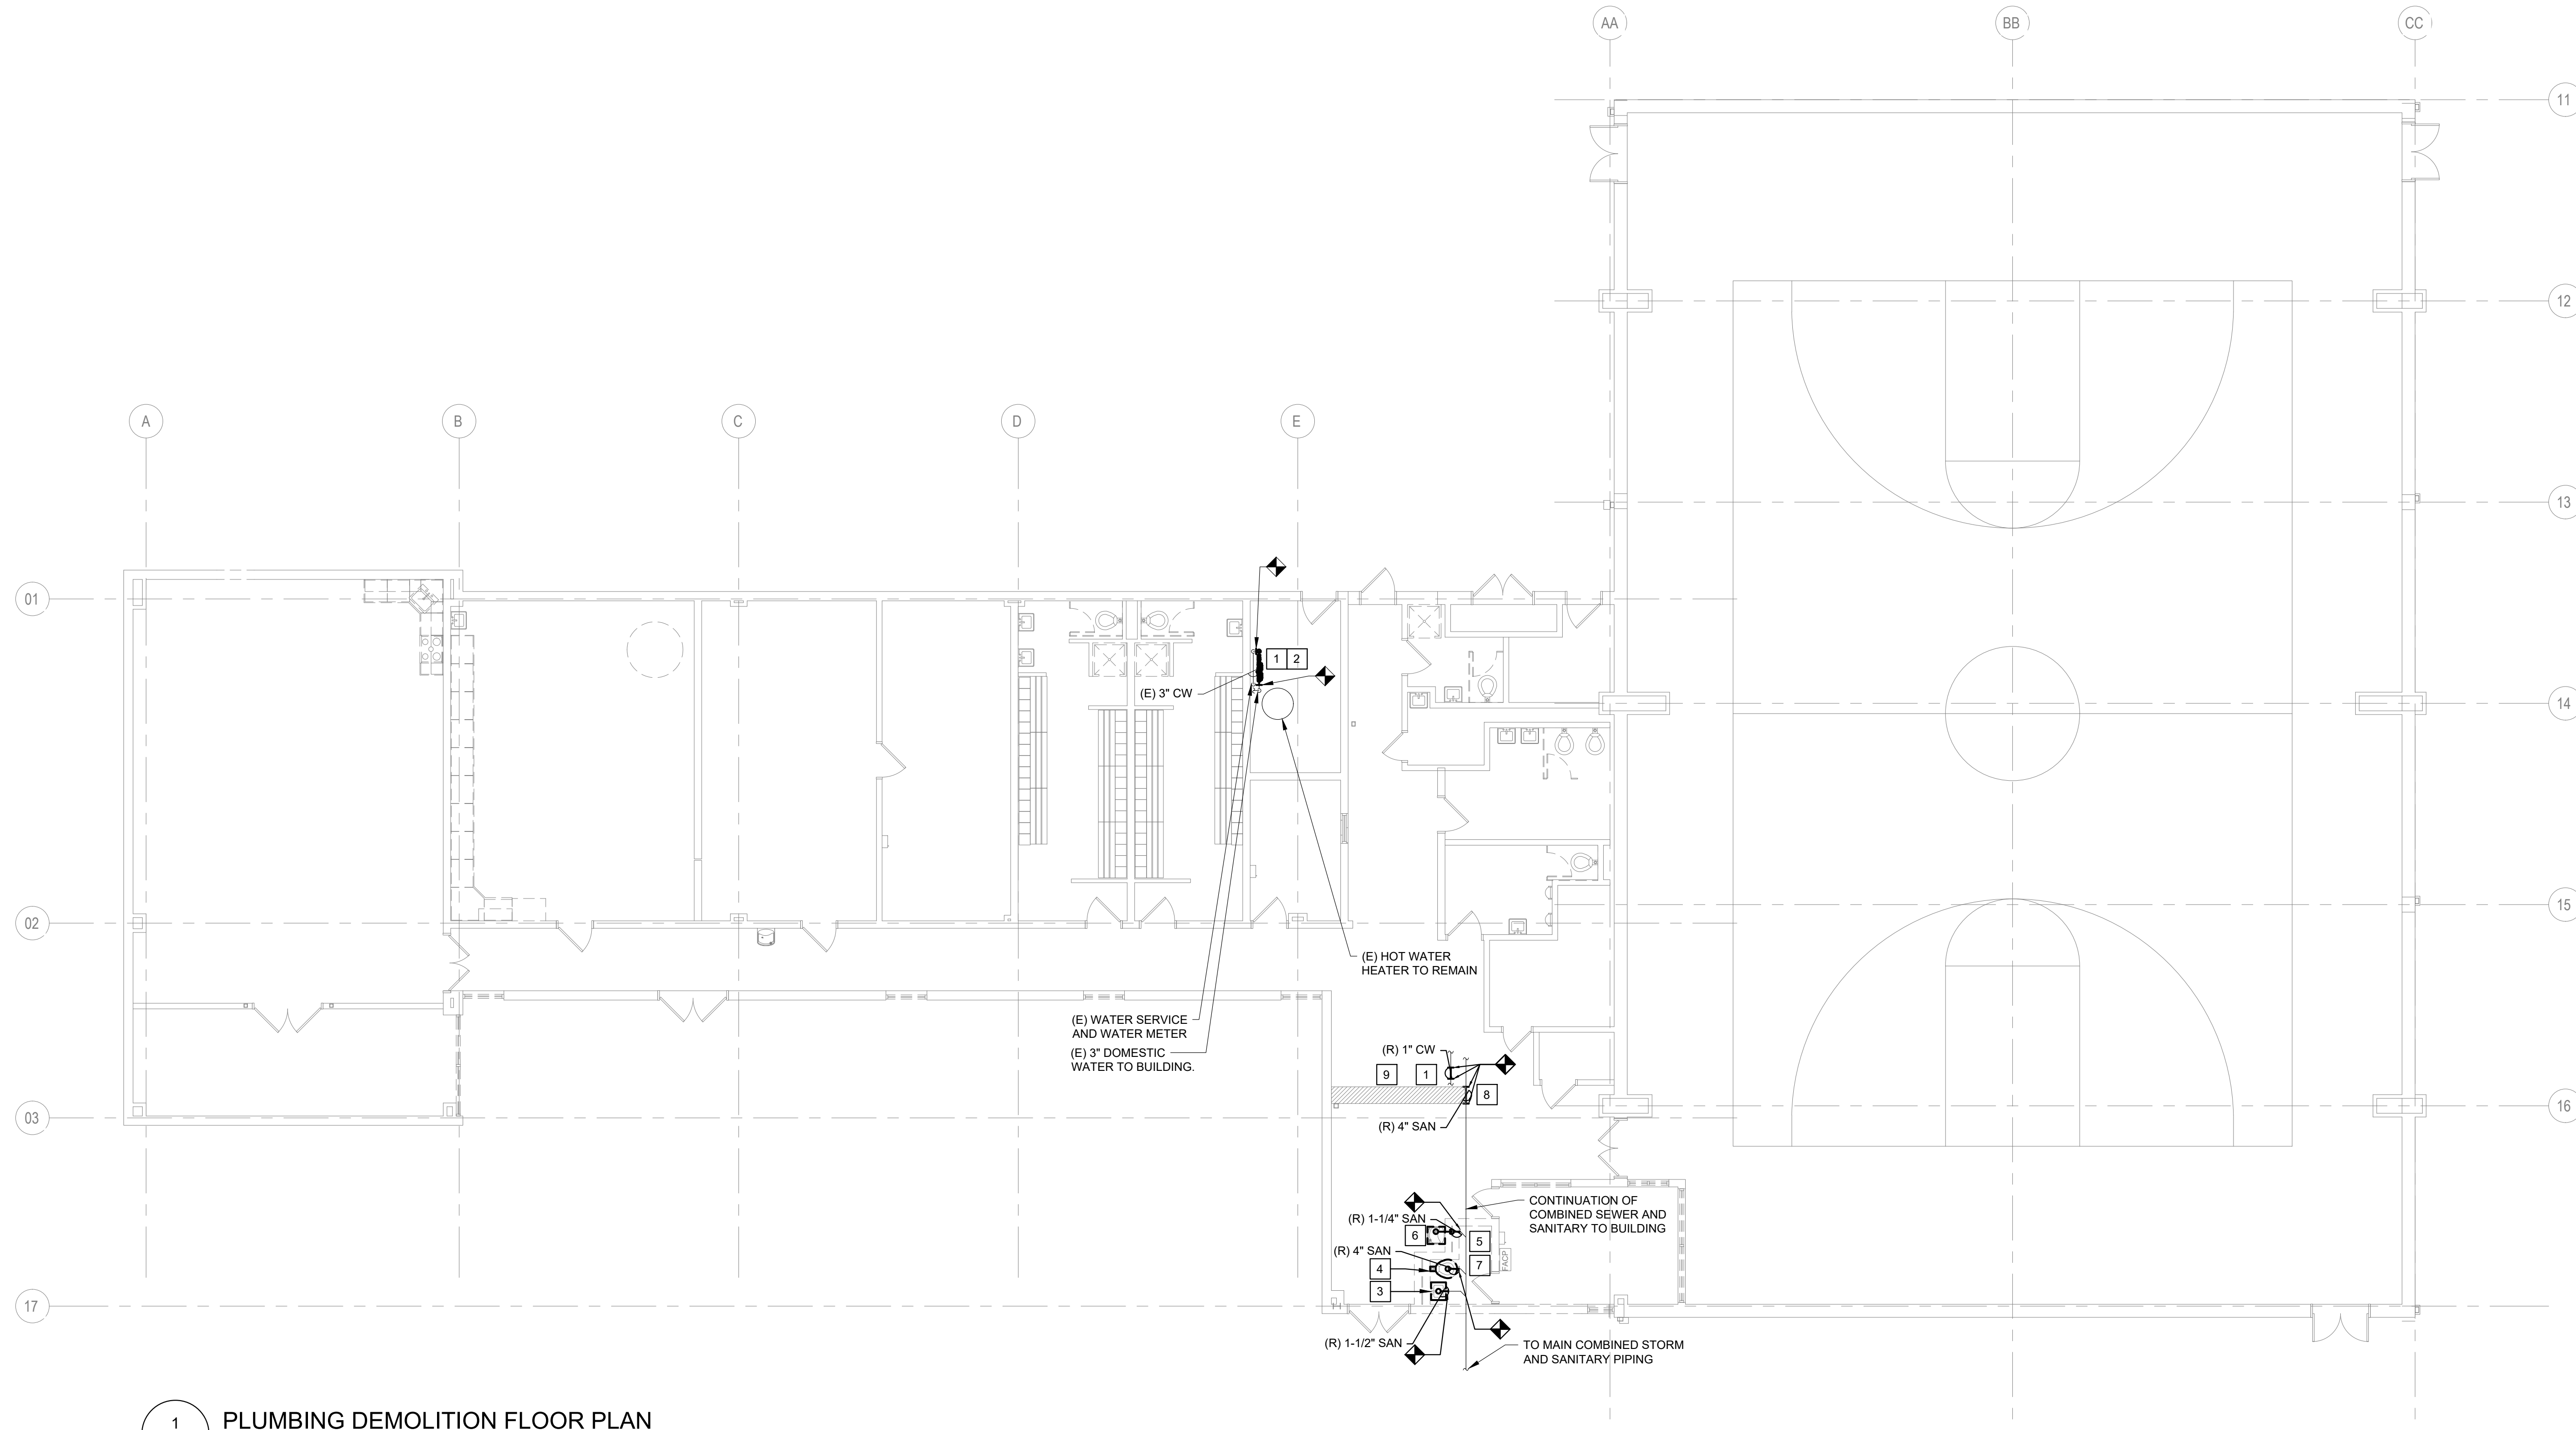 AA
BB
CC
11
12
13
14
15
16
A
B
C
D
E
01
02
03
17
1
2
(E) 3" CW
(E) HOT WATER
HEATER TO REMAIN
(E) WATER SERVICE
AND WATER METER
(E) 3" DOMESTIC
WATER TO BUILDING.
(R) 1" CW
9
1
8
(R) 4" SAN
CONTINUATION OF
COMBINED SEWER AND
SANITARY TO BUILDING
(R) 1-1/4" SAN
6
5
(R) 4" SAN
7
FACP
4
3
(R) 1-1/2" SAN
TO MAIN COMBINED STORM
AND SANITARY PIPING
1
PLUMBING DEMOLITION FLOOR PLAN